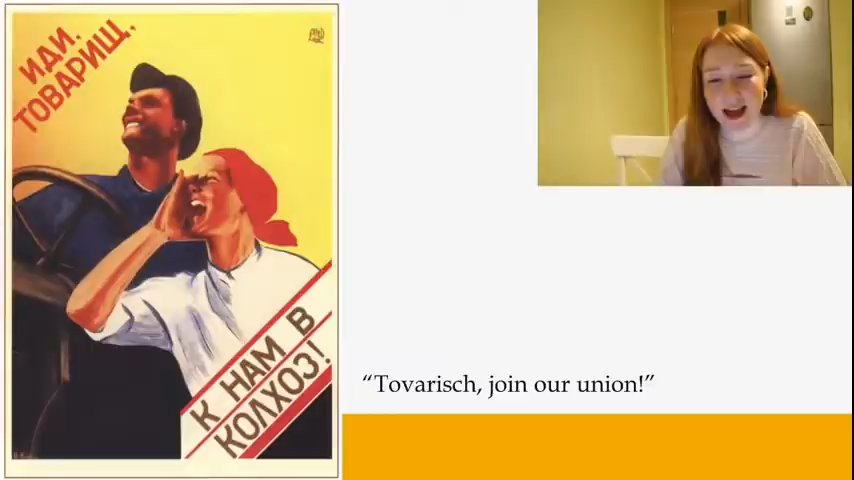 ИДИ,
ТОВАРИЩ,
К НАМ В
КОЛХОЗ!
“Tovarisch, join our union!”